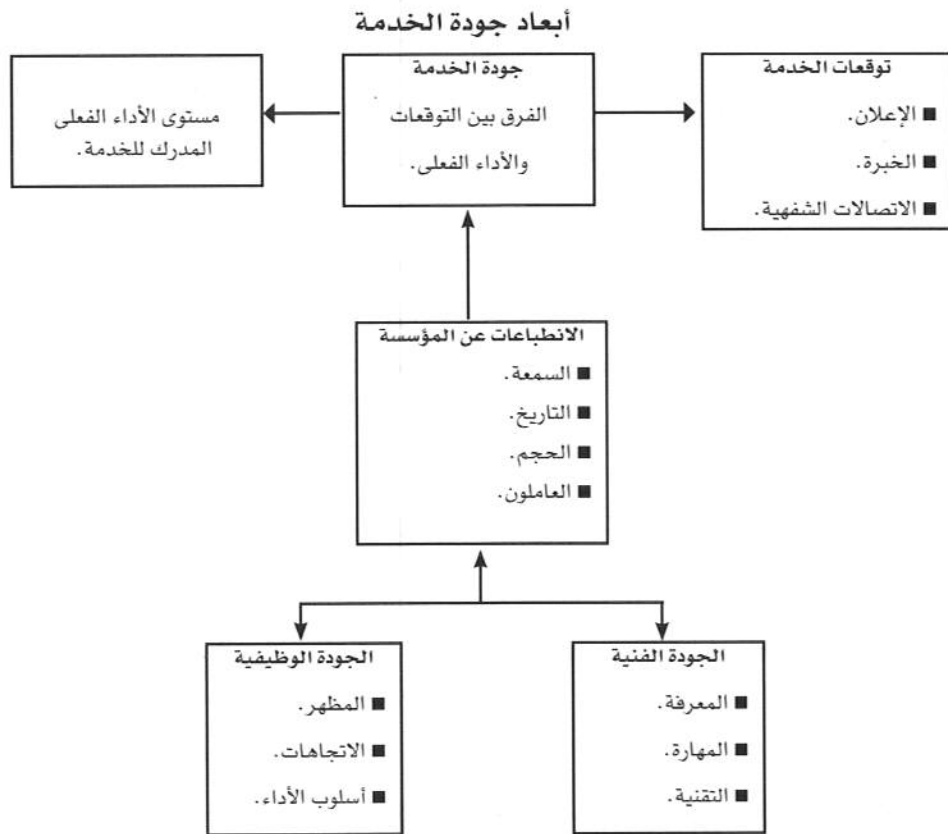 أبعاد جودة الخدمة
توقعات الخدمة
■ الإعلان.
■ الخبرة.
■ الاتصالات الشفهية.
جودة الخدمة
الفرق بين التوقعات
والأداء الفعلى.
مستوى الأداء الفعلى
المدرك للخدمة.
الانطباعات عن المؤسسة
■ السمعة.
■ التاريخ.
■ الحجم.
■ العاملون.
الجودة الفنية
■ المعرفة.
■ المهارة.
■ التقنية.
الجودة الوظيفية
■ المظهر.
■ الاتجاهات.
■ أسلوب الأداء.